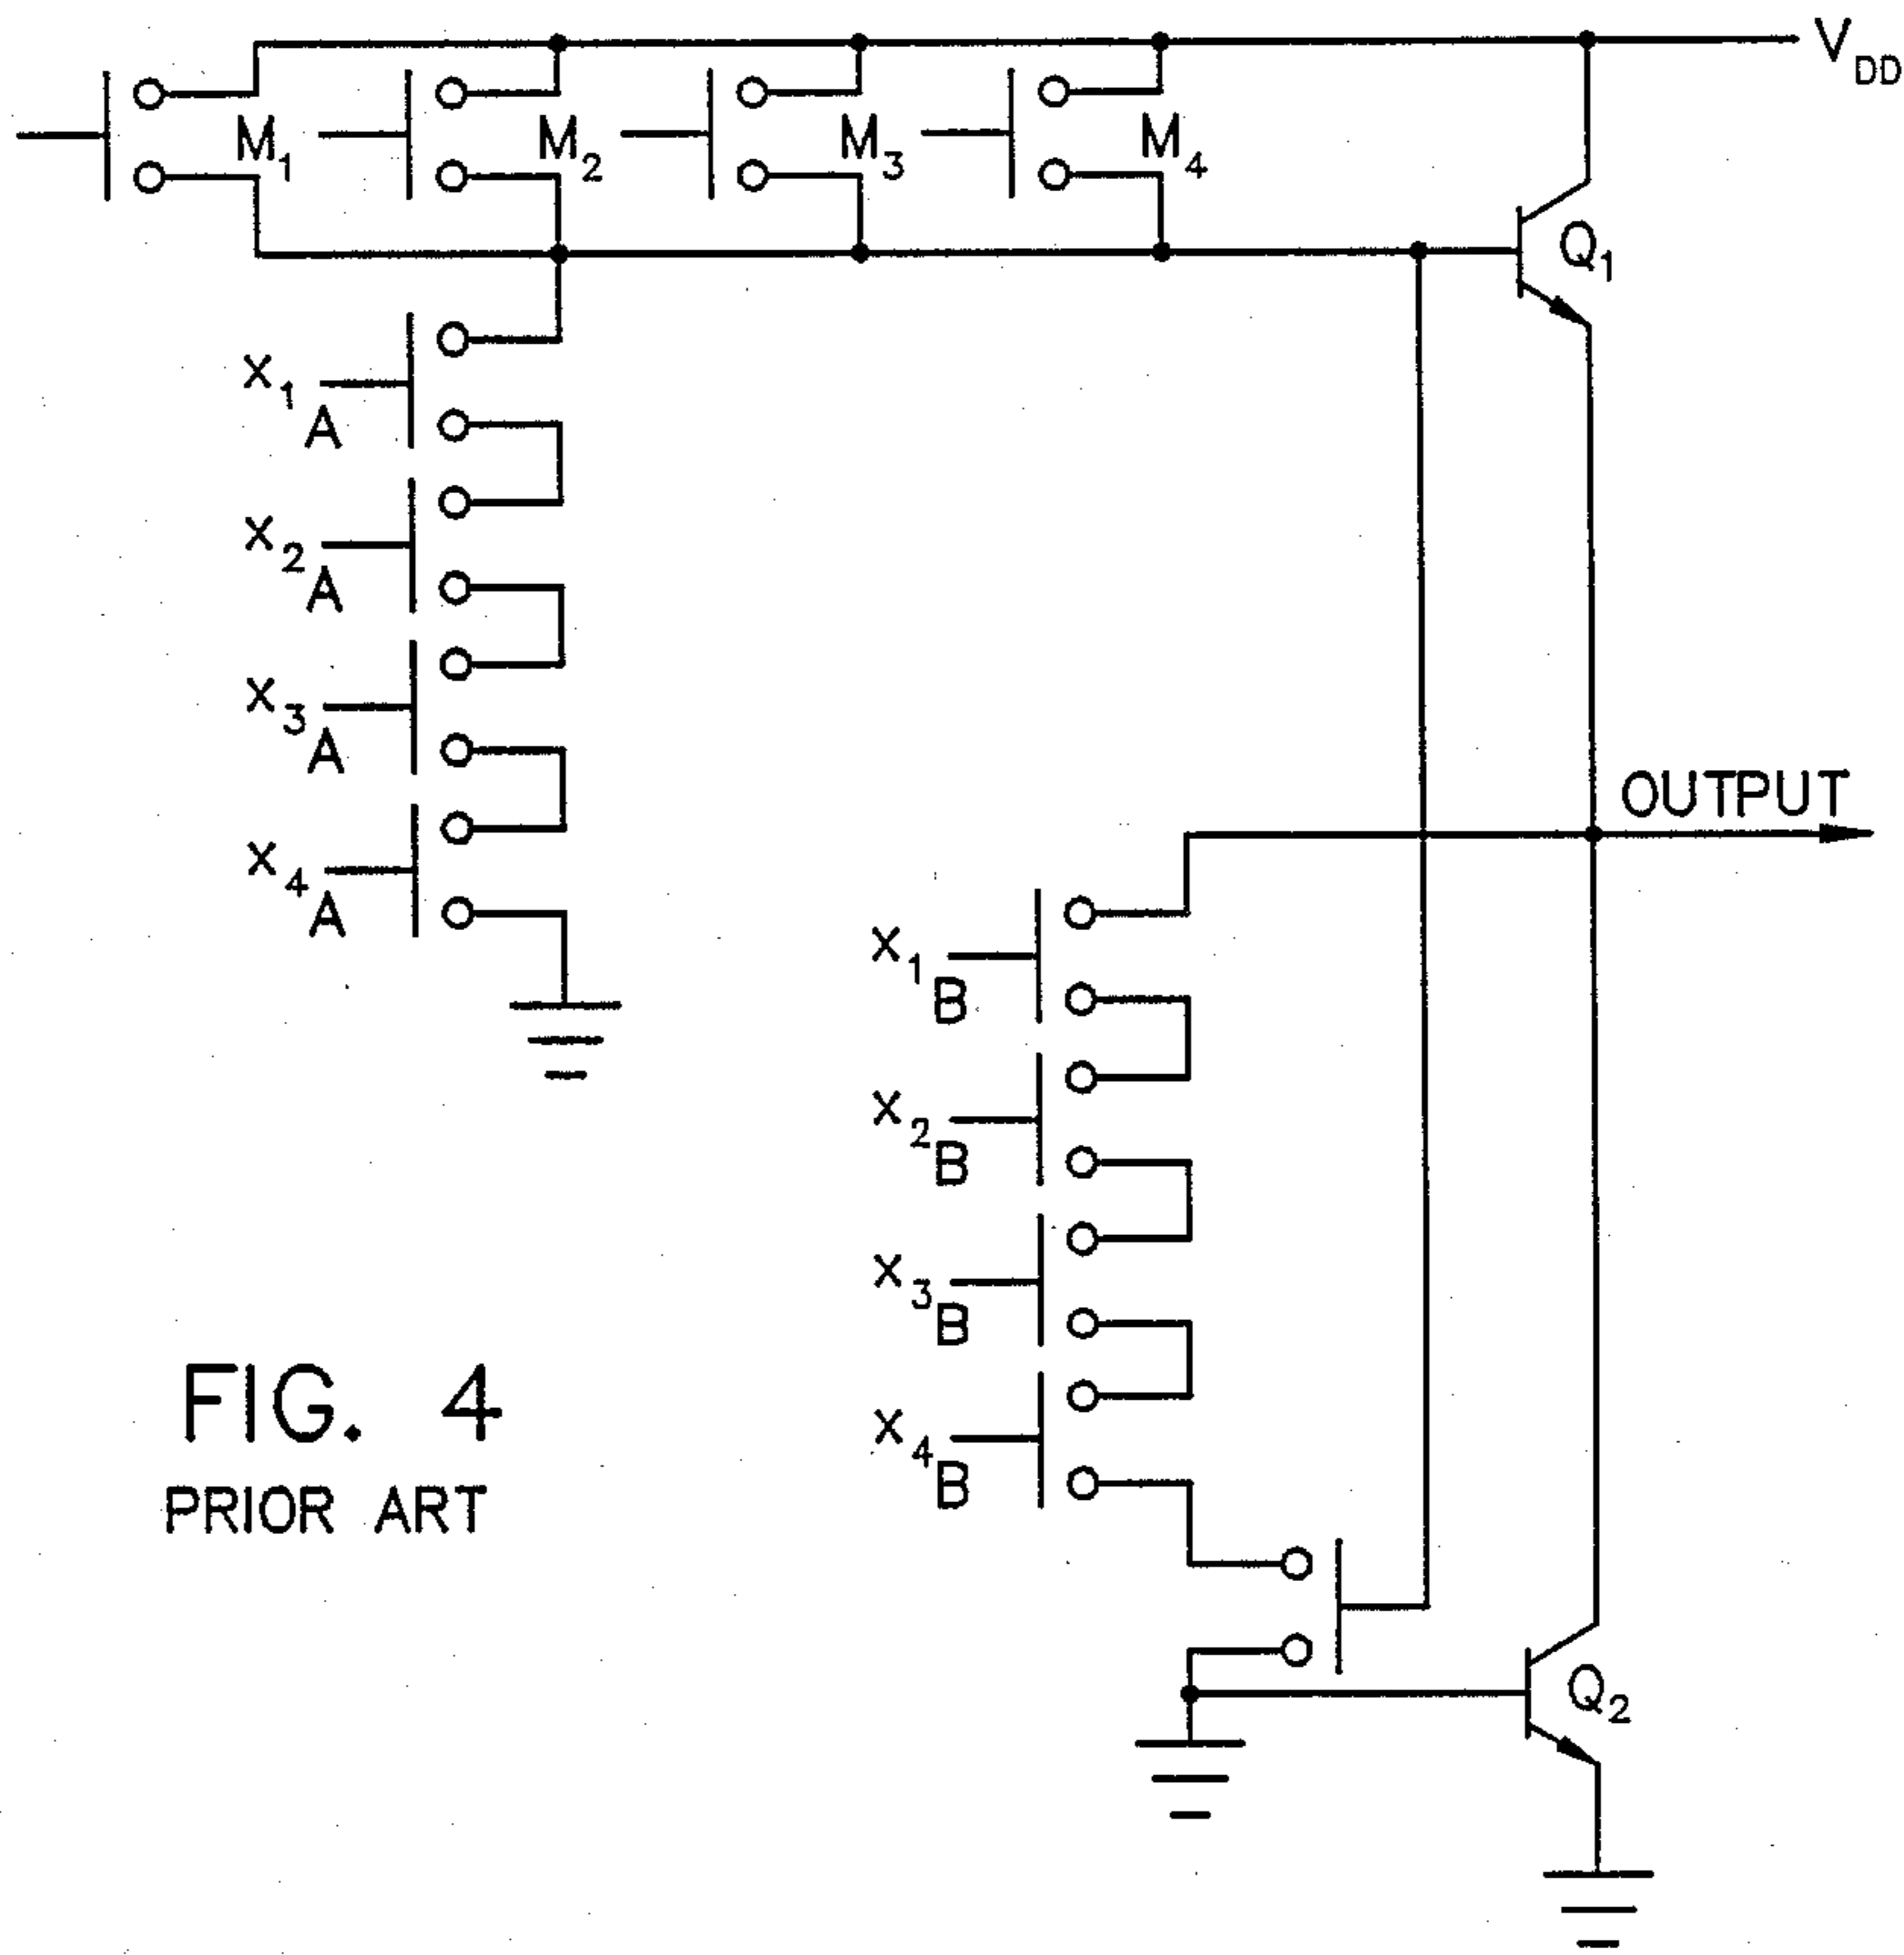 V_DD
M_1 M_2 M_3 M_4
Q_1
x_1 A
x_2 A
x_3 A
x_4 A
OUTPUT
x_1 B
x_2 B
x_3 B
x_4 B
Q_2
FIG. 4
PRIOR ART